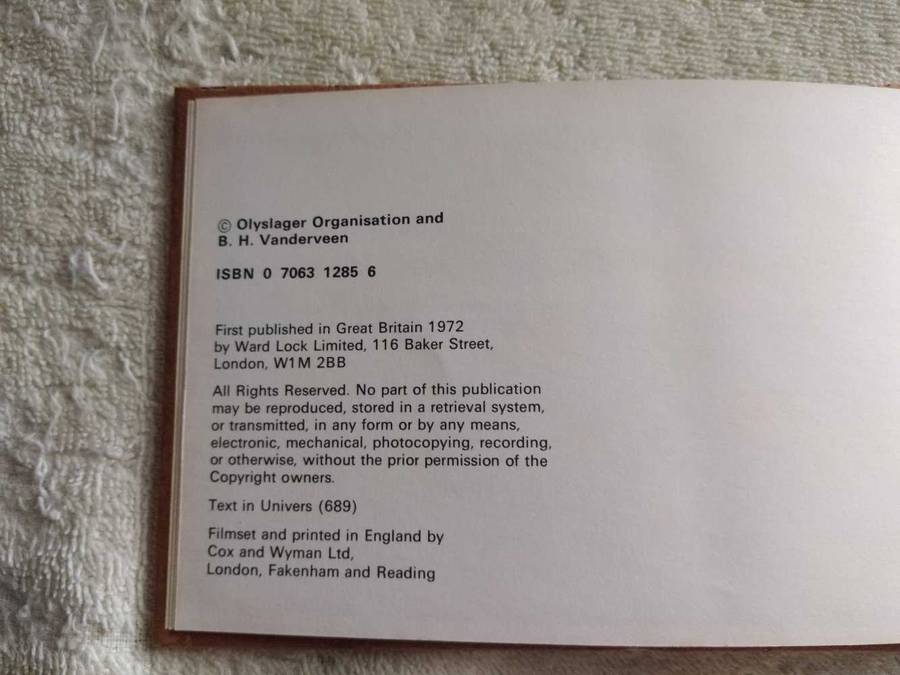 © Olyslager Organisation and
B. H. Vanderveen
ISBN 0 7063 1285 6
First published in Great Britain 1972
by Ward Lock Limited, 116 Baker Street,
London, W1M 2BB
All Rights Reserved. No part of this publication
may be reproduced, stored in a retrieval system,
or transmitted, in any form or by any means,
electronic, mechanical, photocopying, recording,
or otherwise, without the prior permission of the
Copyright owners.
Text in Univers (689)
Filmset and printed in England by
Cox and Wyman Ltd,
London, Fakenham and Reading